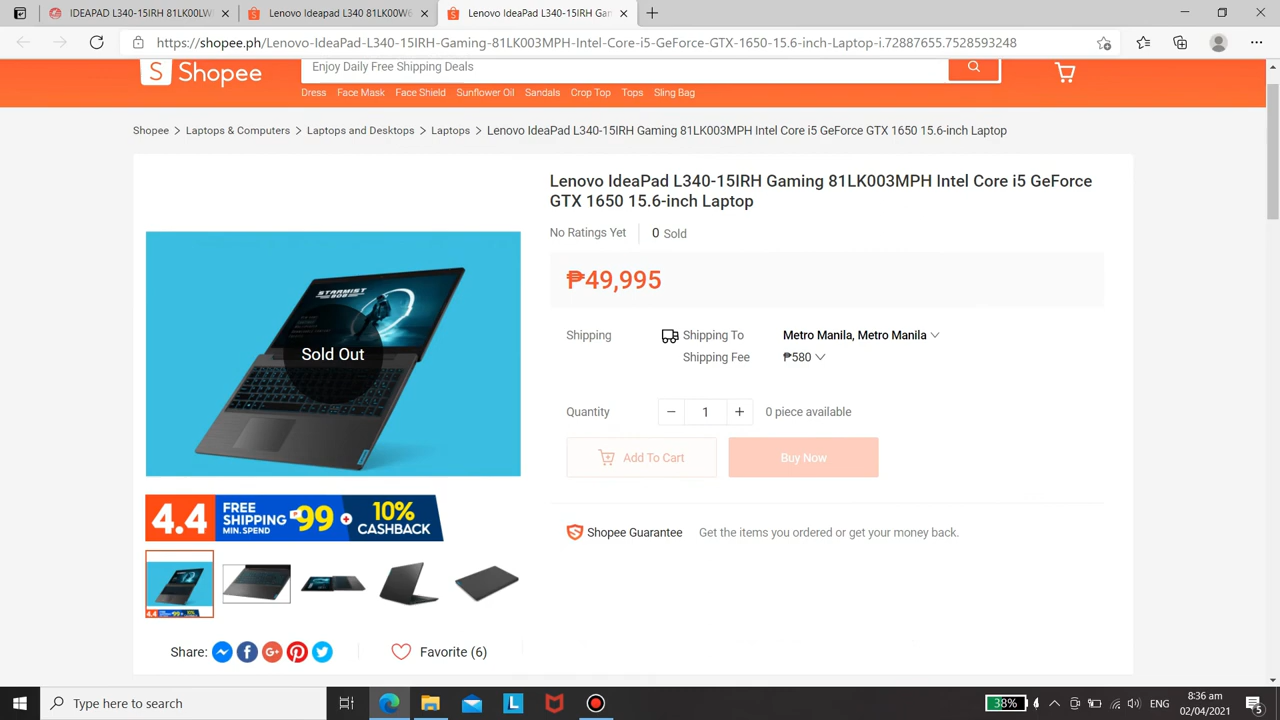 IDEAPAD L340-15IRH 81LK00LW
Lenovo Ideapad L340 81LK00W6
Lenovo IdeaPad L340-15IRH Gam
https://shopee.ph/Lenovo-IdeaPad-L340-15IRH-Gaming-81LK003MPH-Intel-Core-i5-GeForce-GTX-1650-15.6-inch-Laptop-i.72887655.7528593248
Shopee
Enjoy Daily Free Shipping Deals
Dress Face Mask Face Shield Sunflower Oil Sandals Crop Top Tops Sling Bag
Shopee > Laptops & Computers > Laptops and Desktops > Laptops > Lenovo IdeaPad L340-15IRH Gaming 81LK003MPH Intel Core i5 GeForce GTX 1650 15.6-inch Laptop
Lenovo IdeaPad L340-15IRH Gaming 81LK003MPH Intel Core i5 GeForce
GTX 1650 15.6-inch Laptop
No Ratings Yet 0 Sold
₱49,995
STARMIST
Sold Out
Shipping Shipping To Metro Manila, Metro Manila
Shipping Fee ₱580
Quantity − 1 + 0 piece available
Add To Cart Buy Now
4.4 FREE SHIPPING MIN. SPEND ₱99 + 10% CASHBACK
Shopee Guarantee Get the items you ordered or get your money back.
Share: Favorite (6)
Type here to search
38%
ENG
8:36 am
02/04/2021
5